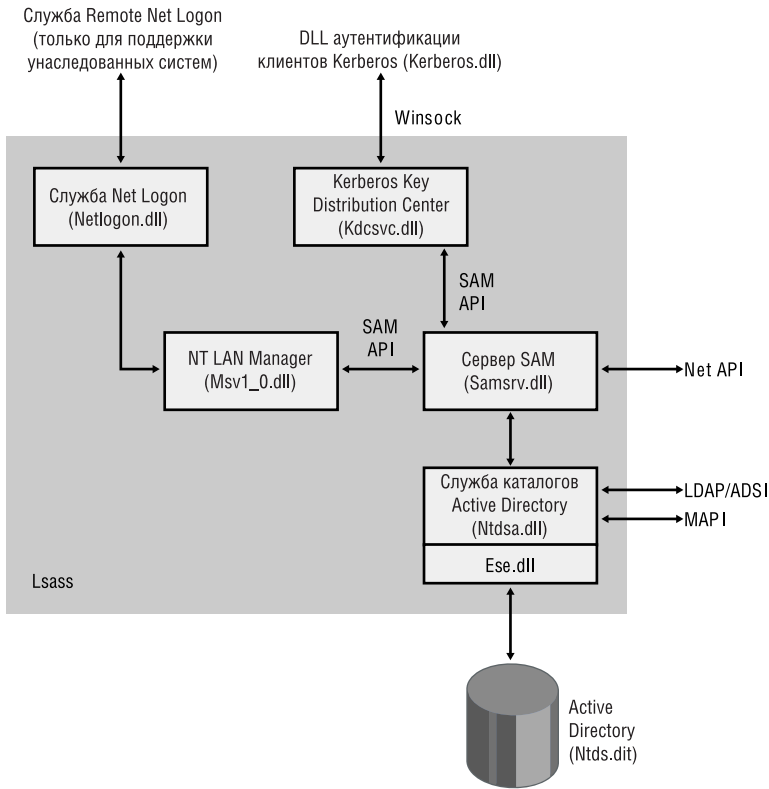 Служба Remote Net Logon
(только для поддержки
унаследованных систем)
DLL аутентификации
клиентов Kerberos (Kerberos.dll)
Winsock
Служба Net Logon
(Netlogon.dll)
Kerberos Key
Distribution Center
(Kdcsvc.dll)
SAM
API
SAM
API
NT LAN Manager
(Msv1_0.dll)
Сервер SAM
(Samsrv.dll)
Net API
Служба каталогов
Active Directory
(Ntdsa.dll)
LDAP/ADSI
MAPI
Ese.dll
Lsass
Active
Directory
(Ntds.dit)